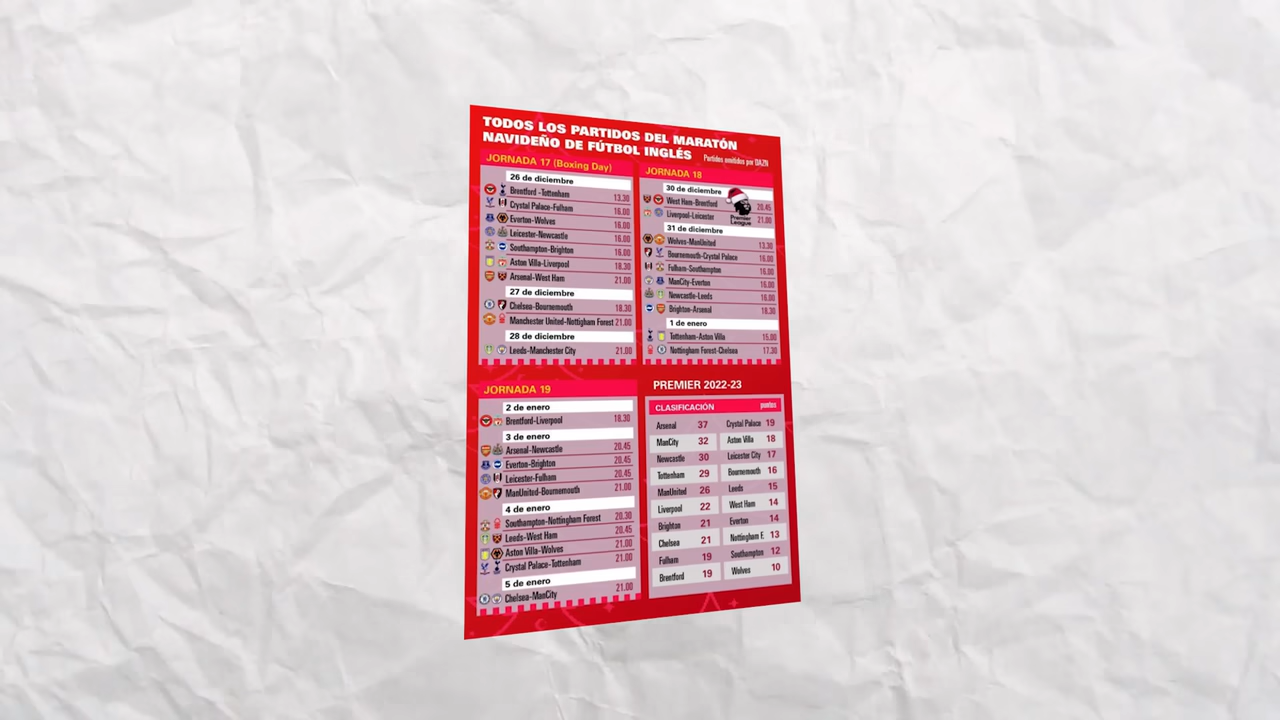 TODOS LOS PARTIDOS DEL MARATÓN
NAVIDEÑO DE FÚTBOL INGLÉS
Partidos emitidos por DAZN
JORNADA 17 (Boxing Day)
26 de diciembre
Brentford -Tottenham 13.30
Crystal Palace-Fulham 16.00
Everton-Wolves 16.00
Leicester-Newcastle 16.00
Southampton-Brighton 16.00
Aston Villa-Liverpool 18.30
Arsenal-West Ham 21.00
27 de diciembre
Chelsea-Bournemouth 18.30
Manchester United-Nottigham Forest 21.00
28 de diciembre
Leeds-Manchester City 21.00
JORNADA 18
30 de diciembre
West Ham-Brentford 20.45
Liverpool-Leicester 21.00
Premier
League
31 de diciembre
Wolves-ManUnited 13.30
Bournemouth-Crystal Palace 16.00
Fulham-Southampton 16.00
ManCity-Everton 16.00
Newcastle-Leeds 16.00
Brighton-Arsenal 18.30
1 de enero
Tottenham-Aston Villa 15.00
Nottingham Forest-Chelsea 17.30
JORNADA 19
2 de enero
Brentford-Liverpool 18.30
3 de enero
Arsenal-Newcastle 20.45
Everton-Brighton 20.45
Leicester-Fulham 20.45
ManUnited-Bournemouth 21.00
4 de enero
Southampton-Nottingham Forest 20.30
Leeds-West Ham 20.45
Aston Villa-Wolves 21.00
Crystal Palace-Tottenham 21.00
5 de enero
Chelsea-ManCity 21.00
PREMIER 2022-23
CLASIFICACIÓN puntos
Arsenal 37
ManCity 32
Newcastle 30
Tottenham 29
ManUnited 26
Liverpool 22
Brighton 21
Chelsea 21
Fulham 19
Brentford 19
Crystal Palace 19
Aston Villa 18
Leicester City 17
Bournemouth 16
Leeds 15
West Ham 14
Everton 14
Nottingham F. 13
Southampton 12
Wolves 10